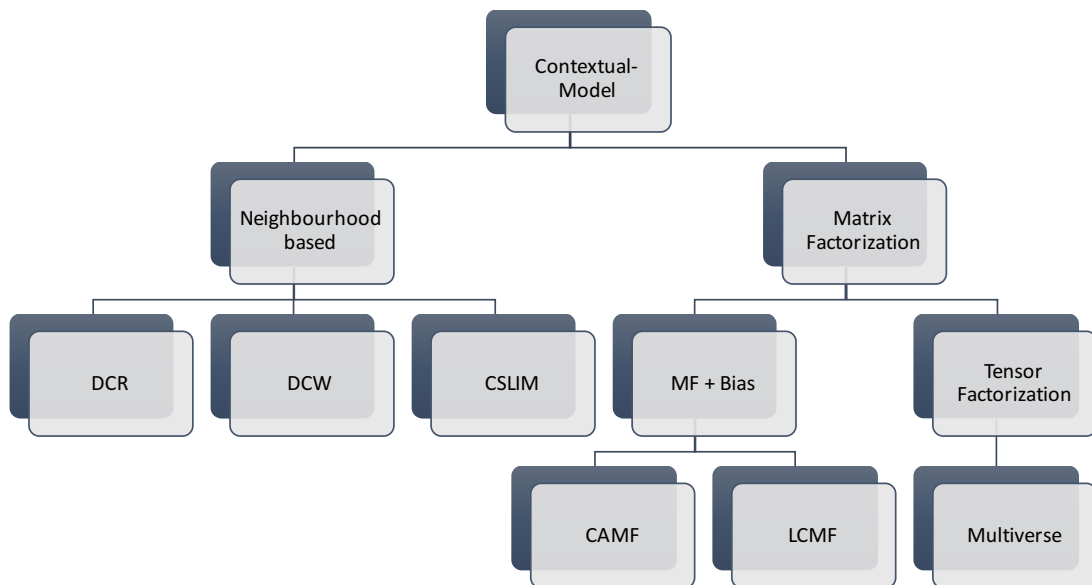 Contextual-
Model
Neighbourhood
based
Matrix
Factorization
DCR
DCW
CSLIM
MF + Bias
Tensor
Factorization
CAMF
LCMF
Multiverse